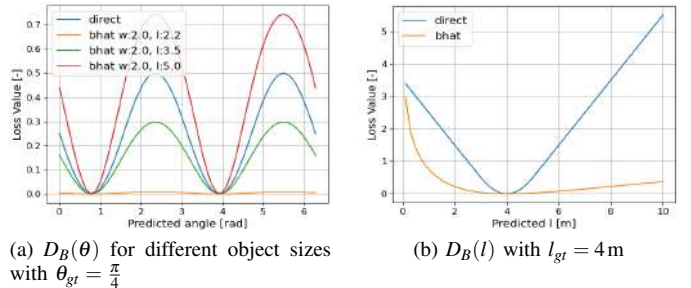 direct
bhat w:2.0, l:2.2
bhat w:2.0, l:3.5
bhat w:2.0, l:5.0
Loss Value [-]
0.7
0.6
0.5
0.4
0.3
0.2
0.1
0.0
0 1 2 3 4 5 6
Predicted angle [rad]
(a) D_B(θ) for different object sizes
with θ_gt = π/4
direct
bhat
Loss Value [-]
5
4
3
2
1
0
0 2 4 6 8 10
Predicted l [m]
(b) D_B(l) with l_gt = 4 m